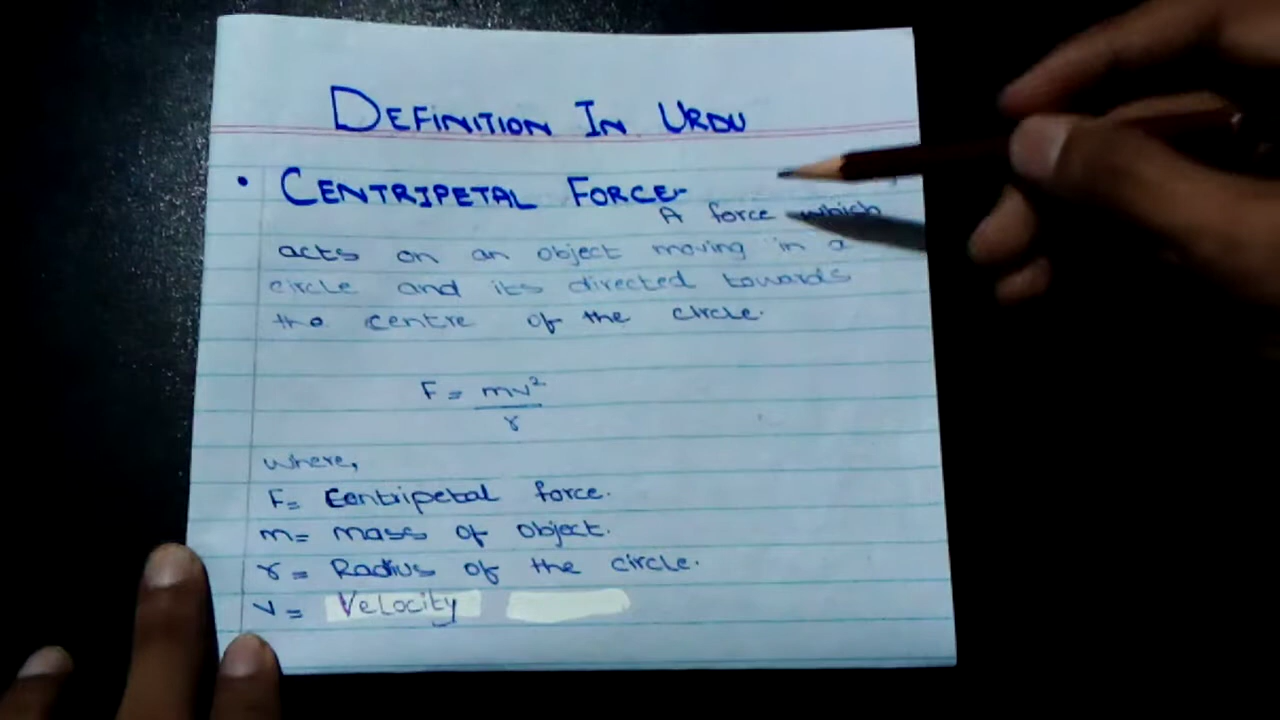 DEFINITION IN URDU
• CENTRIPETAL FORCE-
A force which
acts on an object moving in a
circle and its directed towards
the centre of the circle.
F = mv²
r
where,
F= Centripetal force.
m= mass of object.
r = Radius of the circle.
v = Velocity